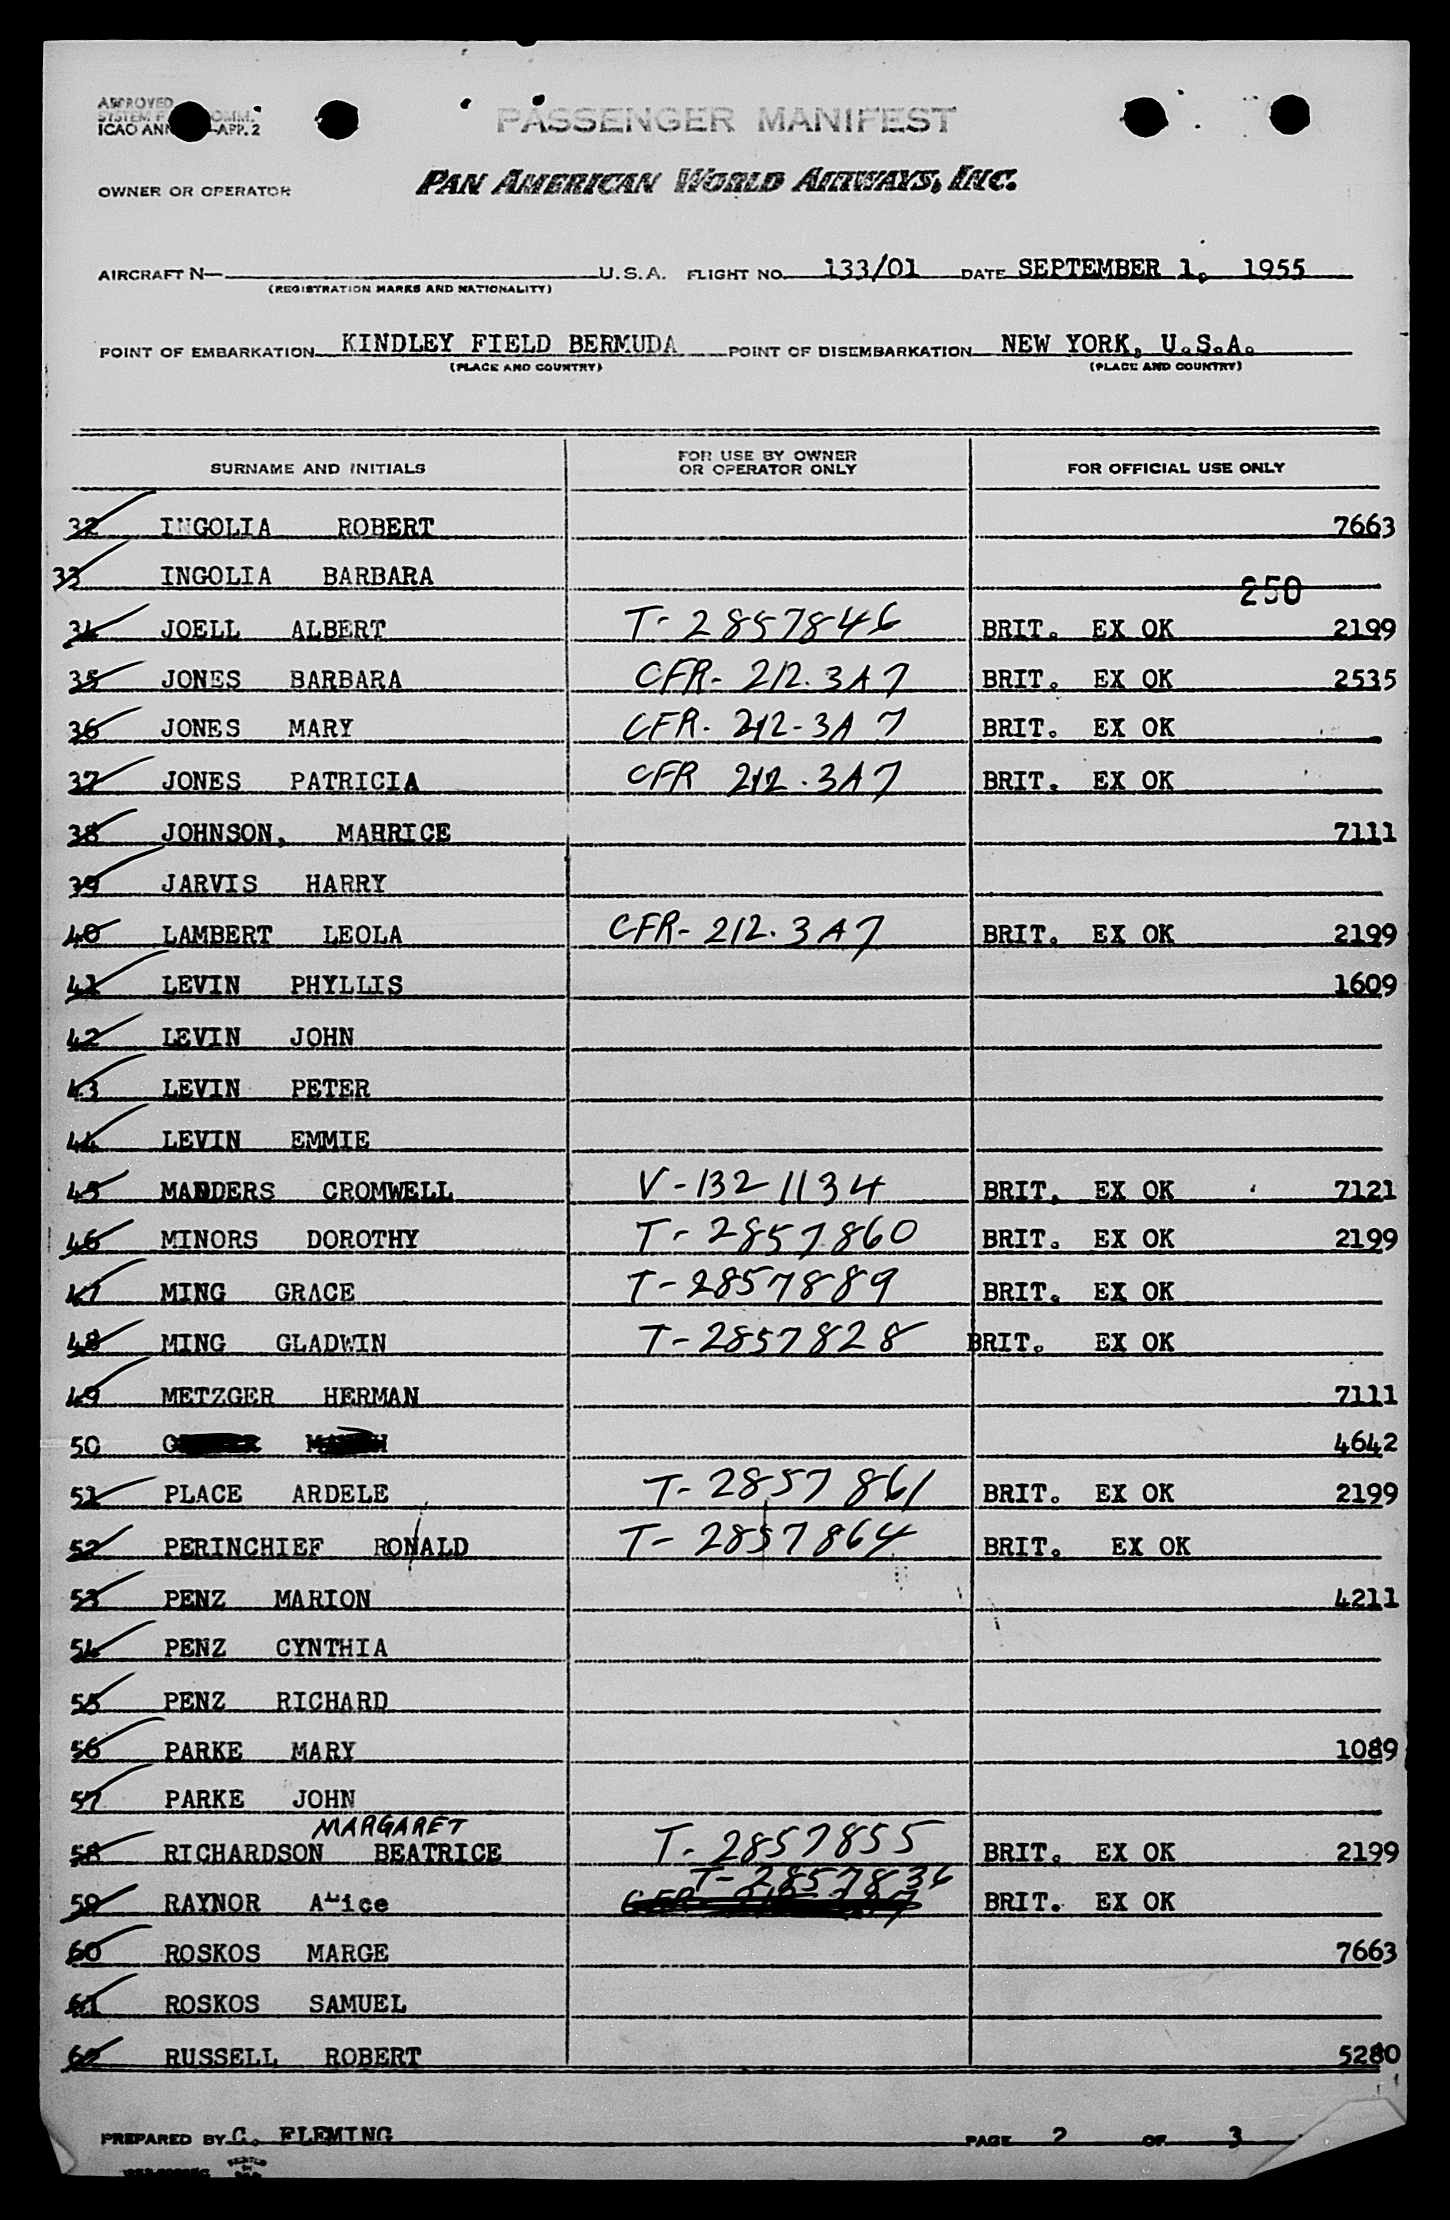 APPROVED
SYSTEM F COMM.
ICAO ANN -APP. 2
PASSENGER MANIFEST
OWNER OR OPERATOR PAN AMERICAN WORLD AIRWAYS, INC.
AIRCRAFT N— U.S.A. FLIGHT NO. 133/01 DATE SEPTEMBER 1, 1955
(REGISTRATION MARKS AND NATIONALITY)
POINT OF EMBARKATION KINDLEY FIELD BERMUDA POINT OF DISEMBARKATION NEW YORK, U.S.A.
(PLACE AND COUNTRY) (PLACE AND COUNTRY)
SURNAME AND INITIALS FOR USE BY OWNER OR OPERATOR ONLY FOR OFFICIAL USE ONLY
32 INGOLIA ROBERT 7663
33 INGOLIA BARBARA
250
34 JOELL ALBERT T-2857846 BRIT. EX OK 2199
35 JONES BARBARA CFR-212.3A7 BRIT. EX OK 2535
36 JONES MARY CFR-212-3A7 BRIT. EX OK
37 JONES PATRICIA CFR 212.3A7 BRIT. EX OK
38 JOHNSON, MARRICE 7111
39 JARVIS HARRY
40 LAMBERT LEOLA CFR-212.3A7 BRIT. EX OK 2199
41 LEVIN PHYLLIS 1609
42 LEVIN JOHN
43 LEVIN PETER
44 LEVIN EMMIE
45 MANDERS CROMWELL V-1321134 BRIT. EX OK 7121
46 MINORS DOROTHY T-2857860 BRIT. EX OK 2199
47 MING GRACE T-2857889 BRIT. EX OK
48 MING GLADWIN T-2857828 BRIT. EX OK
49 METZGER HERMAN 7111
50 4642
51 PLACE ARDELE T-2857861 BRIT. EX OK 2199
52 PERINCHIEF RONALD T-2857864 BRIT. EX OK
53 PENZ MARION 4211
54 PENZ CYNTHIA
55 PENZ RICHARD
56 PARKE MARY 1089
57 PARKE JOHN
MARGARET
58 RICHARDSON BEATRICE T-2857855 BRIT. EX OK 2199
T-2857836
59 RAYNOR Alice BRIT. EX OK
60 ROSKOS MARGE 7663
61 ROSKOS SAMUEL
62 RUSSELL ROBERT 5280
PREPARED BY C. FLEMING PAGE 2 OF 3